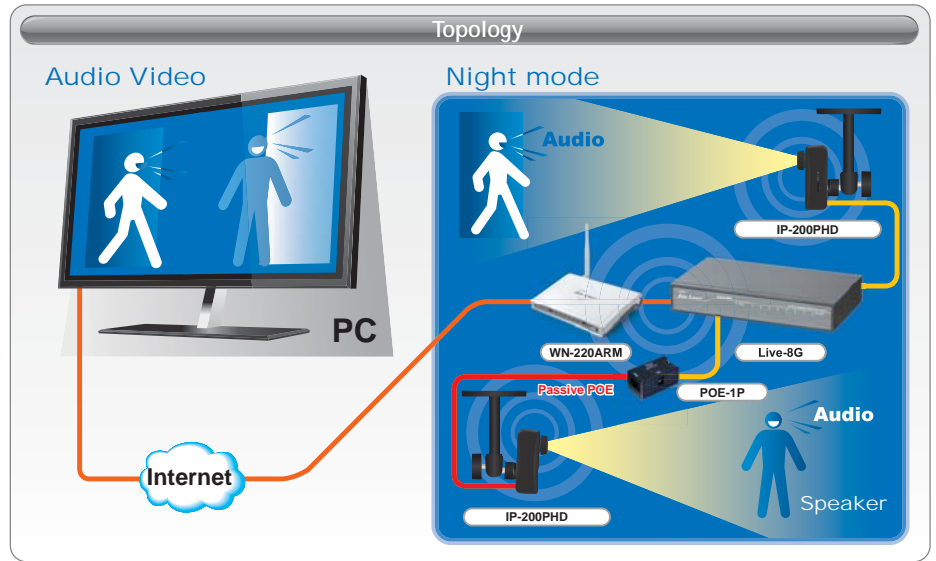 Topology
Audio Video
Night mode
Audio
IP-200PHD
PC
WN-220ARM
Live-8G
Passive POE
POE-1P
Audio
Internet
Speaker
IP-200PHD